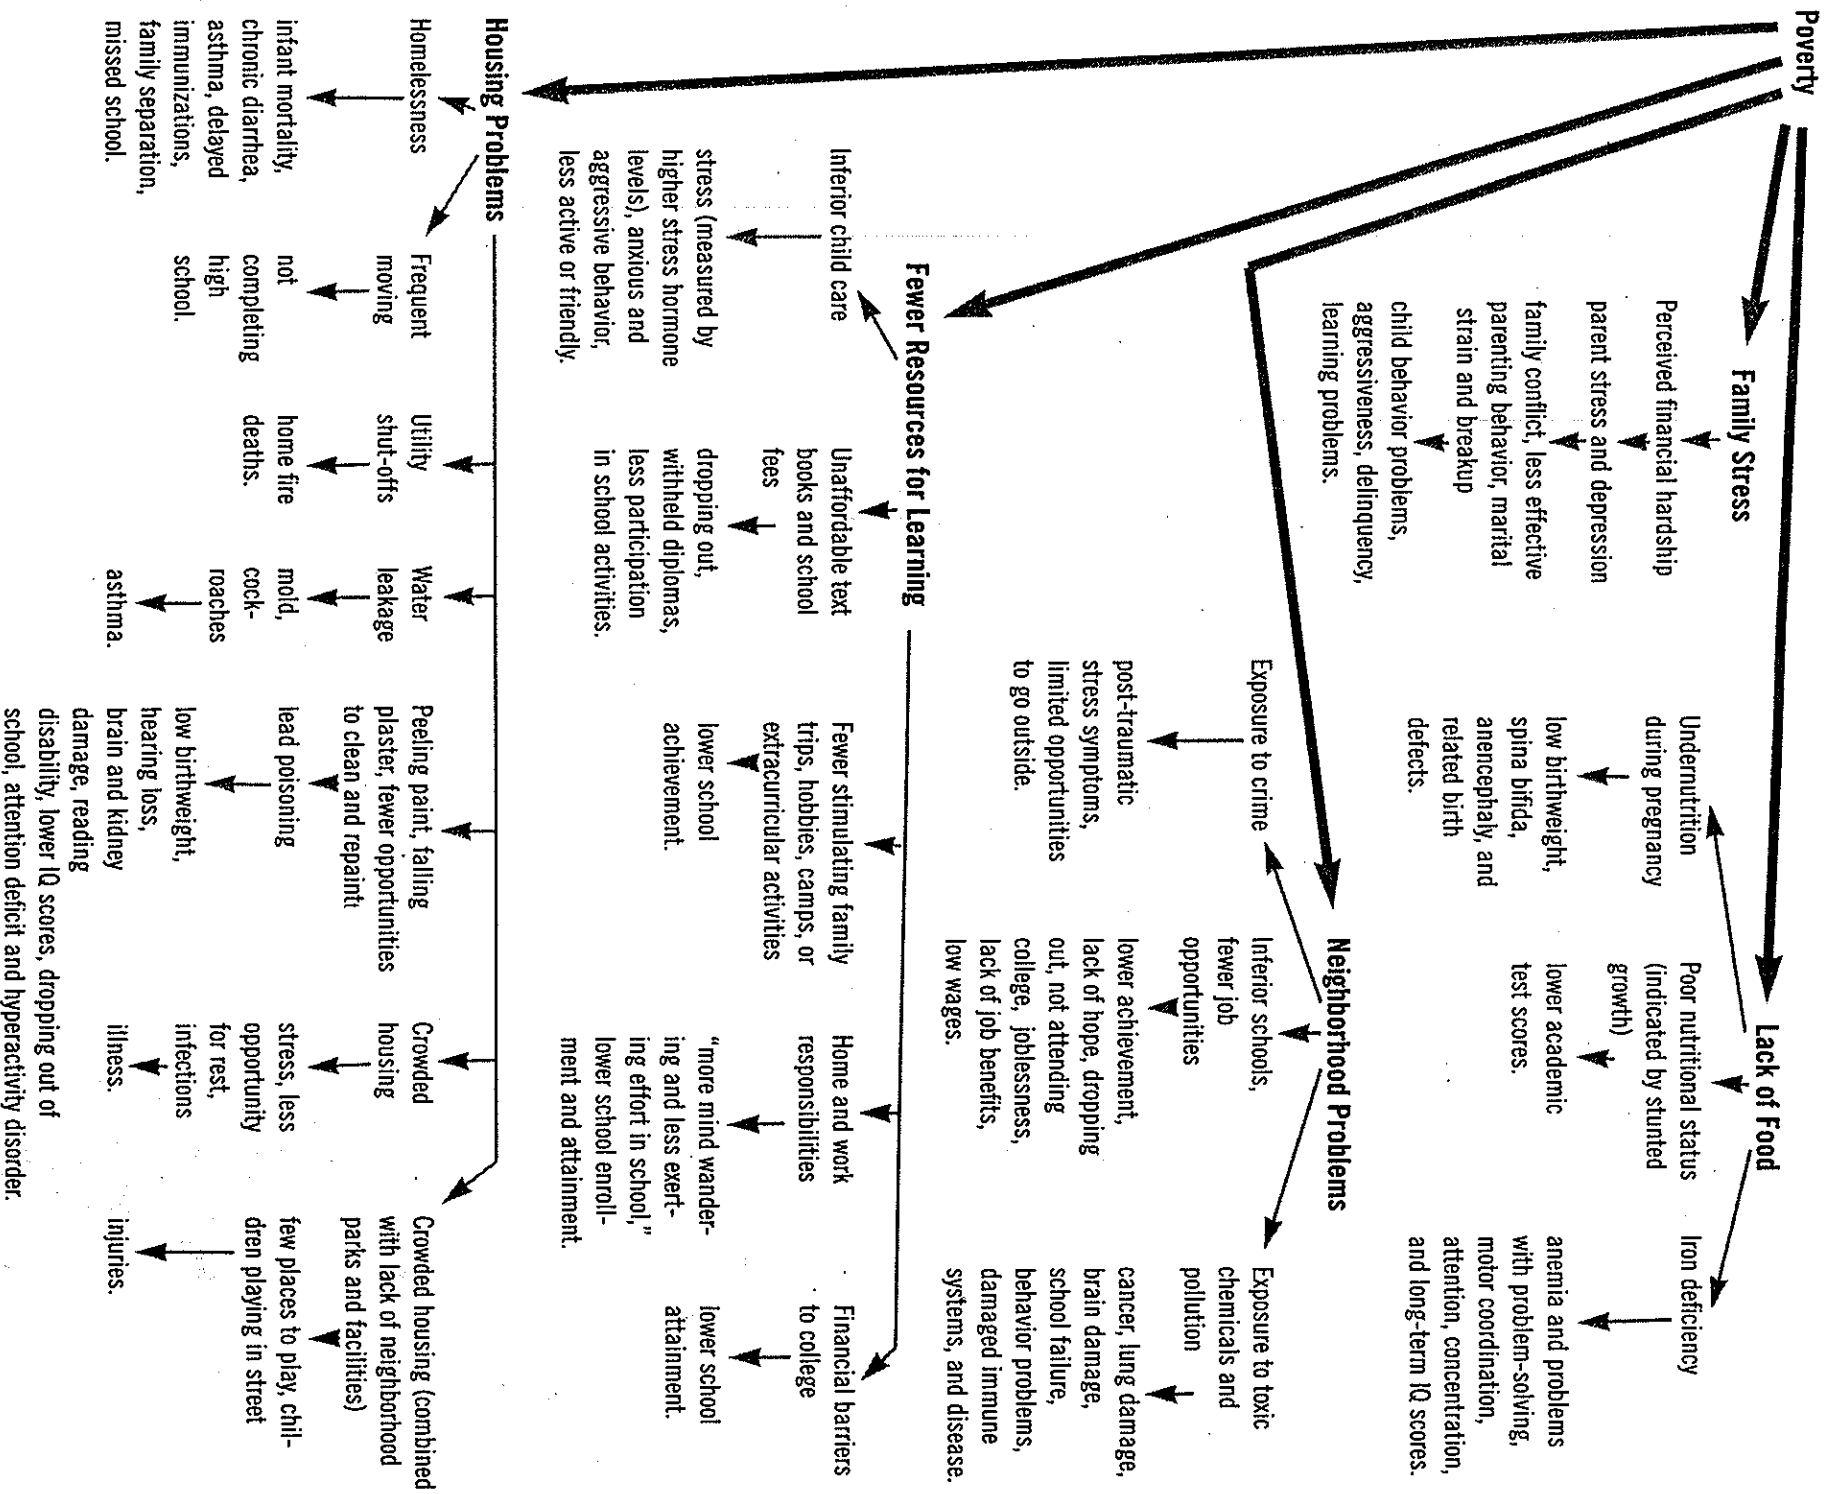 Poverty
Family Stress
Perceived financial hardship
parent stress and depression
family conflict, less effective
parenting behavior, marital
strain and breakup
child behavior problems,
aggressiveness, delinquency,
learning problems.
Lack of Food
Undernutrition
during pregnancy
low birthweight,
spina bifida,
anencephaly, and
related birth
defects.
Poor nutritional status
(indicated by stunted
growth)
lower academic
test scores.
Iron deficiency
anemia and problems
with problem-solving,
motor coordination,
attention, concentration,
and long-term IQ scores.
Neighborhood Problems
Exposure to crime
post-traumatic
stress symptoms,
limited opportunities
to go outside.
Inferior schools,
fewer job
opportunities
lower achievement,
lack of hope, dropping
out, not attending
college, joblessness,
lack of job benefits,
low wages.
Exposure to toxic
chemicals and
pollution
cancer, lung damage,
brain damage,
school failure,
behavior problems,
damaged immune
systems, and disease.
Fewer Resources for Learning
Inferior child care
stress (measured by
higher stress hormone
levels), anxious and
aggressive behavior,
less active or friendly.
Unaffordable text
books and school
fees
dropping out,
withheld diplomas,
less participation
in school activities.
Fewer stimulating family
trips, hobbies, camps, or
extracurricular activities
lower school
achievement.
Home and work
responsibilities
"more mind wander-
ing and less exert-
ing effort in school,"
lower school enroll-
ment and attainment.
Financial barriers
to college
lower school
attainment.
Housing Problems
Homelessness
infant mortality,
chronic diarrhea,
asthma, delayed
immunizations,
family separation,
missed school.
Frequent
moving
not
completing
high
school.
Utility
shut-offs
home fire
deaths.
Water
leakage
mold,
cock-
roaches
asthma.
Peeling paint, falling
plaster, fewer opportunities
to clean and repaint
lead poisoning
low birthweight,
hearing loss,
brain and kidney
damage, reading
disability, lower IQ scores, dropping out of
school, attention deficit and hyperactivity disorder.
Crowded
housing
stress, less
opportunity
for rest,
infections
illness.
Crowded housing (combined
with lack of neighborhood
parks and facilities)
few places to play, chil-
dren playing in street
injuries.